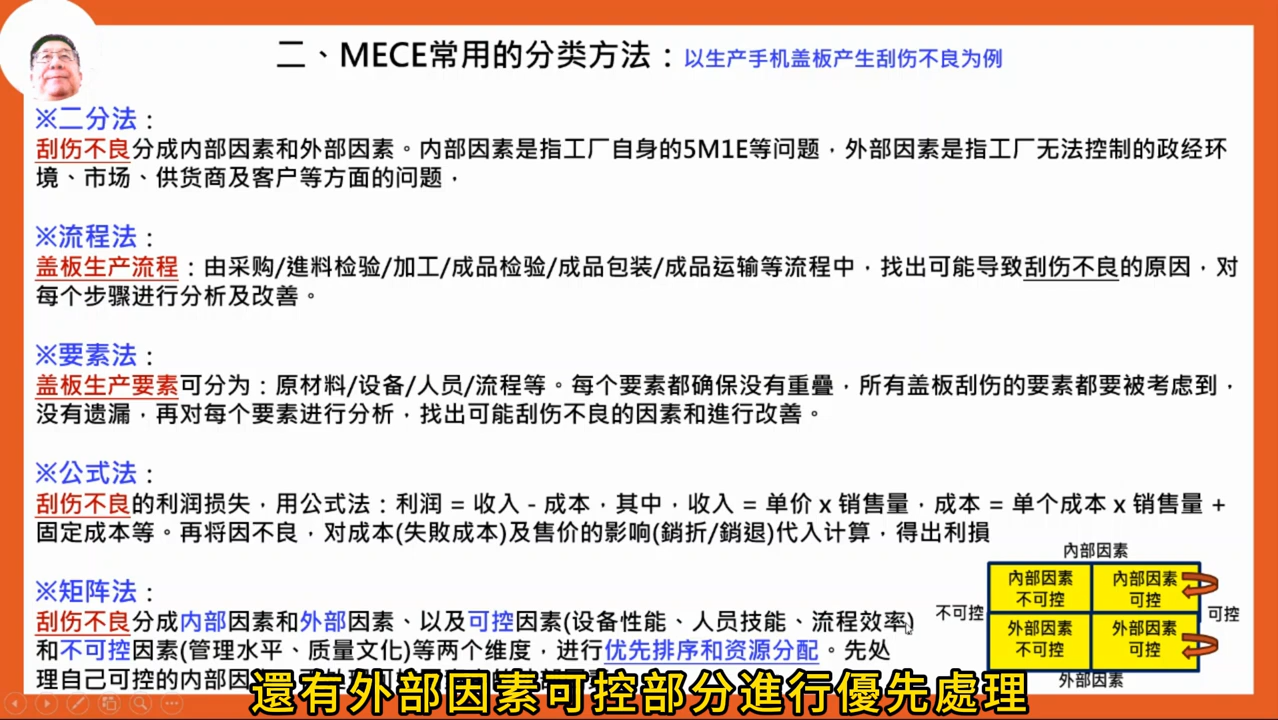 二、MECE常用的分类方法：以生产手机盖板产生刮伤不良为例
※二分法：
刮伤不良分成内部因素和外部因素。内部因素是指工厂自身的5M1E等问题，外部因素是指工厂无法控制的政经环
境、市场、供货商及客户等方面的问题，
※流程法：
盖板生产流程：由采购/進料检验/加工/成品检验/成品包装/成品运输等流程中，找出可能导致刮伤不良的原因，对
每个步骤进行分析及改善。
※要素法：
盖板生产要素可分为：原材料/设备/人员/流程等。每个要素都确保没有重疊，所有盖板刮伤的要素都要被考虑到，
没有遗漏，再对每个要素进行分析，找出可能刮伤不良的因素和進行改善。
※公式法：
刮伤不良的利润损失，用公式法：利润 = 收入 - 成本，其中，收入 = 单价 x 销售量，成本 = 单个成本 x 销售量 +
固定成本等。再将因不良，对成本(失敗成本)及售价的影响(銷折/銷退)代入计算，得出利損
※矩阵法：
刮伤不良分成内部因素和外部因素、以及可控因素(设备性能、人员技能、流程效率)
和不可控因素(管理水平、质量文化)等两个维度，进行优先排序和资源分配。先处
理自己可控的内部因
內部因素
不可控
內部因素
不可控
內部因素
可控
可控
外部因素
不可控
外部因素
可控
外部因素
還有外部因素可控部分進行優先處理